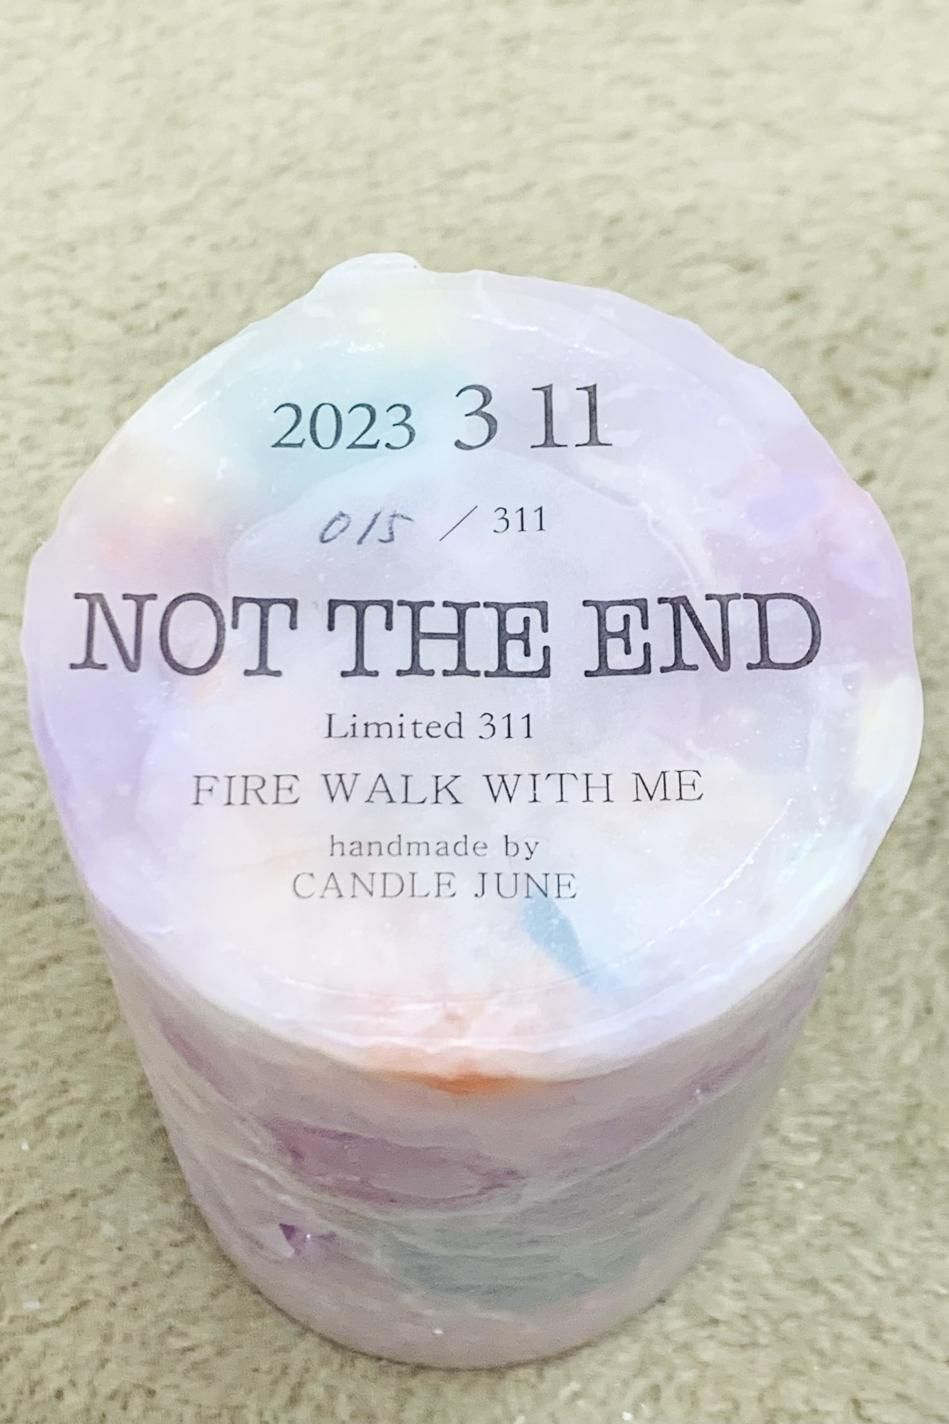 2023 3 11
015 / 311
NOT THE END
Limited 311
FIRE WALK WITH ME
handmade by
CANDLE JUNE